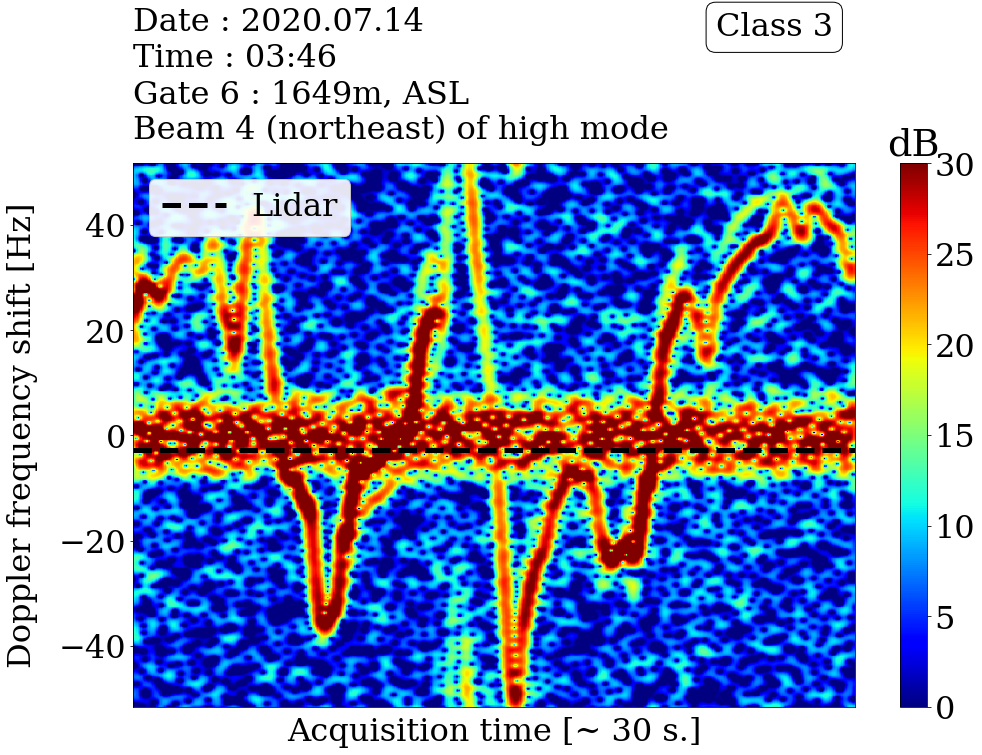 Date : 2020.07.14
Time : 03:46
Gate 6 : 1649m, ASL
Beam 4 (northeast) of high mode
Class 3
dB
Lidar
Doppler frequency shift [Hz]
40
20
0
−20
−40
30
25
20
15
10
5
0
Acquisition time [~ 30 s.]